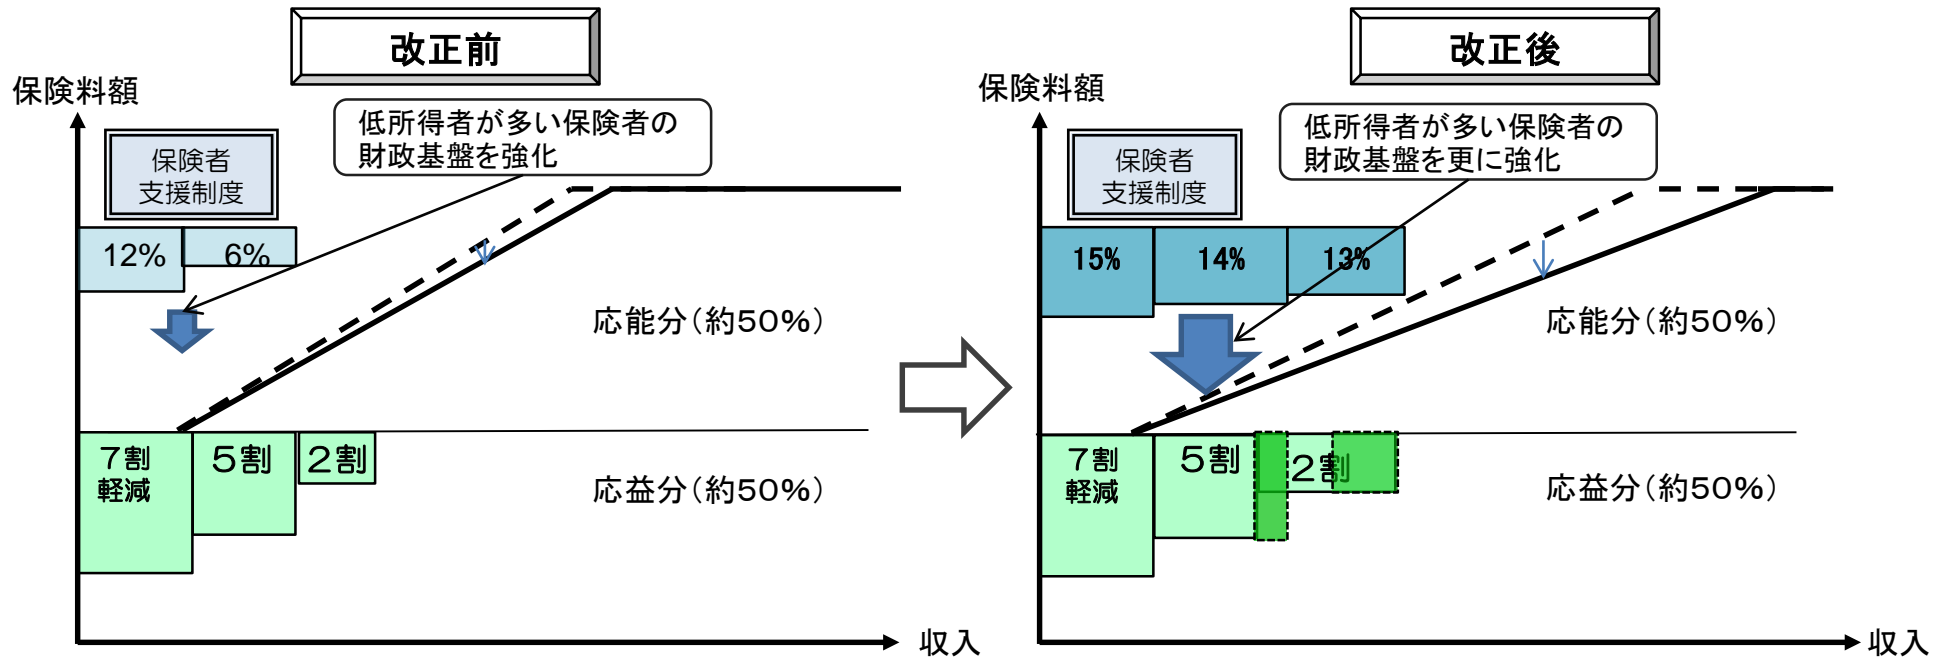 改正前
保険料額
低所得者が多い保険者の
財政基盤を強化
保険者
支援制度
12%
6%
応能分(約50%)
7割
軽減
5割
2割
応益分(約50%)
収入
改正後
保険料額
低所得者が多い保険者の
財政基盤を更に強化
保険者
支援制度
15%
14%
13%
応能分(約50%)
7割
軽減
5割
2割
応益分(約50%)
収入